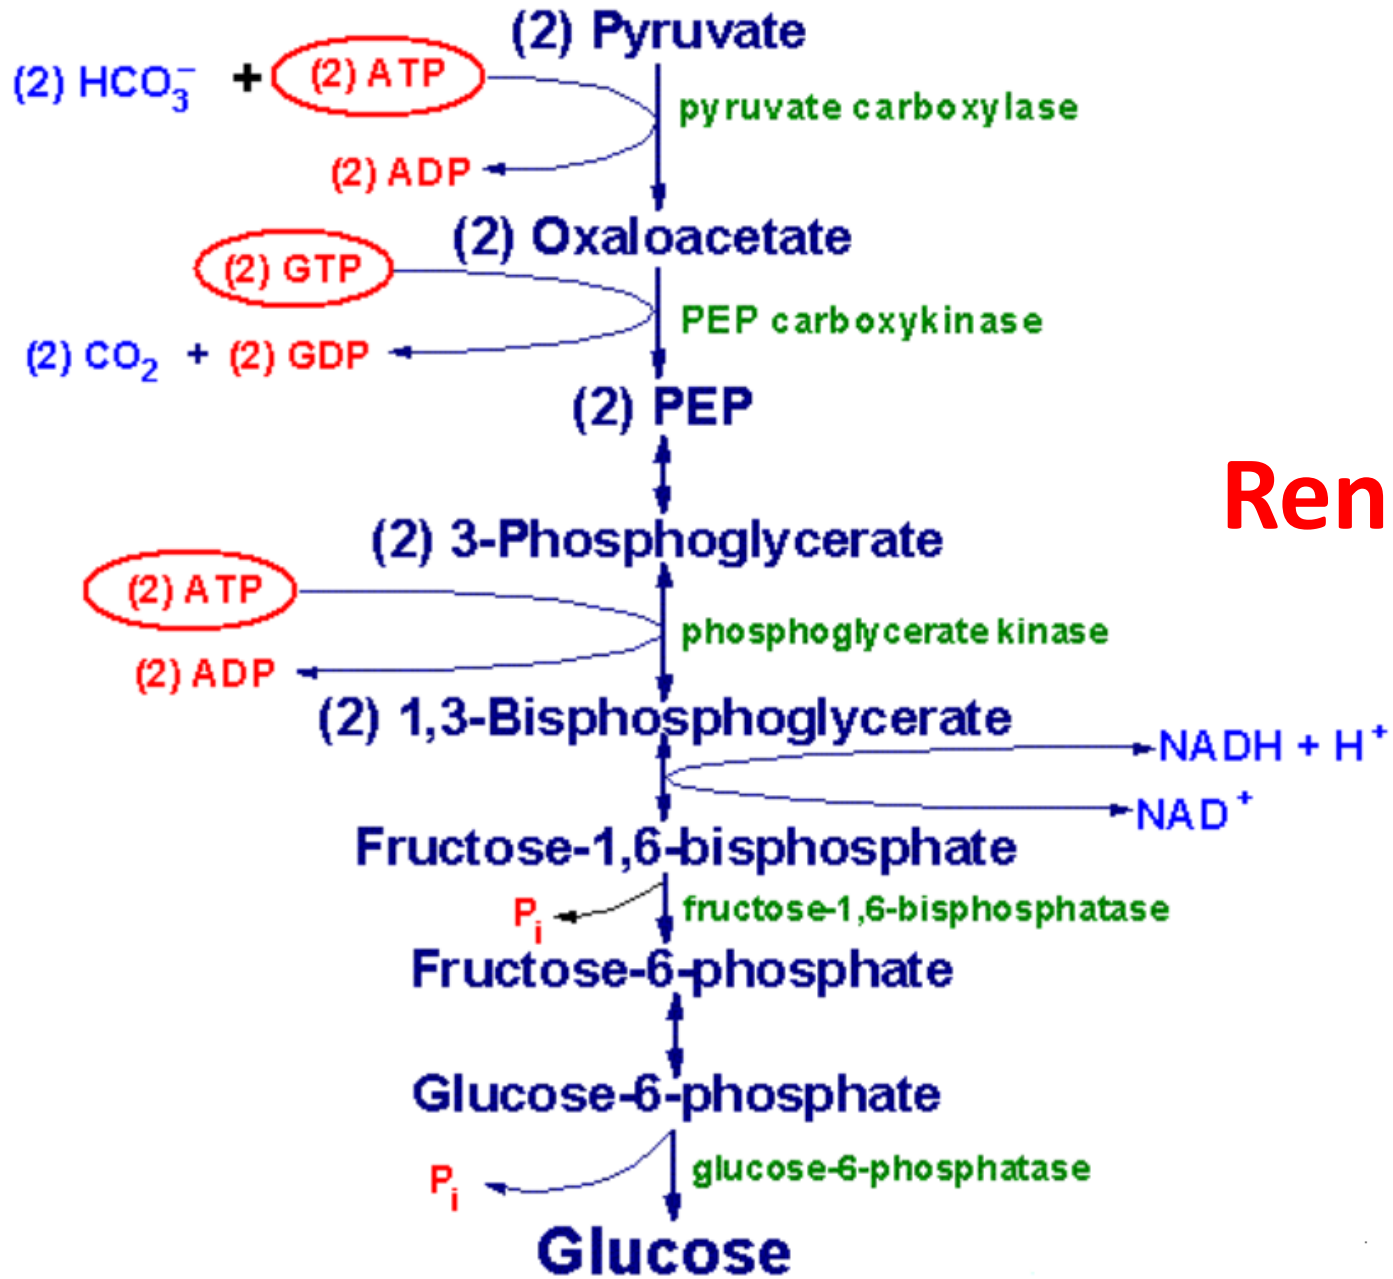 (2) Pyruvate
(2) HCO₃⁻ + (2) ATP
pyruvate carboxylase
(2) ADP
(2) Oxaloacetate
(2) GTP
PEP carboxykinase
(2) CO₂ + (2) GDP
(2) PEP
Ren
(2) 3-Phosphoglycerate
(2) ATP
phosphoglycerate kinase
(2) ADP
(2) 1,3-Bisphosphoglycerate
NADH + H⁺
NAD⁺
Fructose-1,6-bisphosphate
Pᵢ
fructose-1,6-bisphosphatase
Fructose-6-phosphate
Glucose-6-phosphate
glucose-6-phosphatase
Pᵢ
Glucose